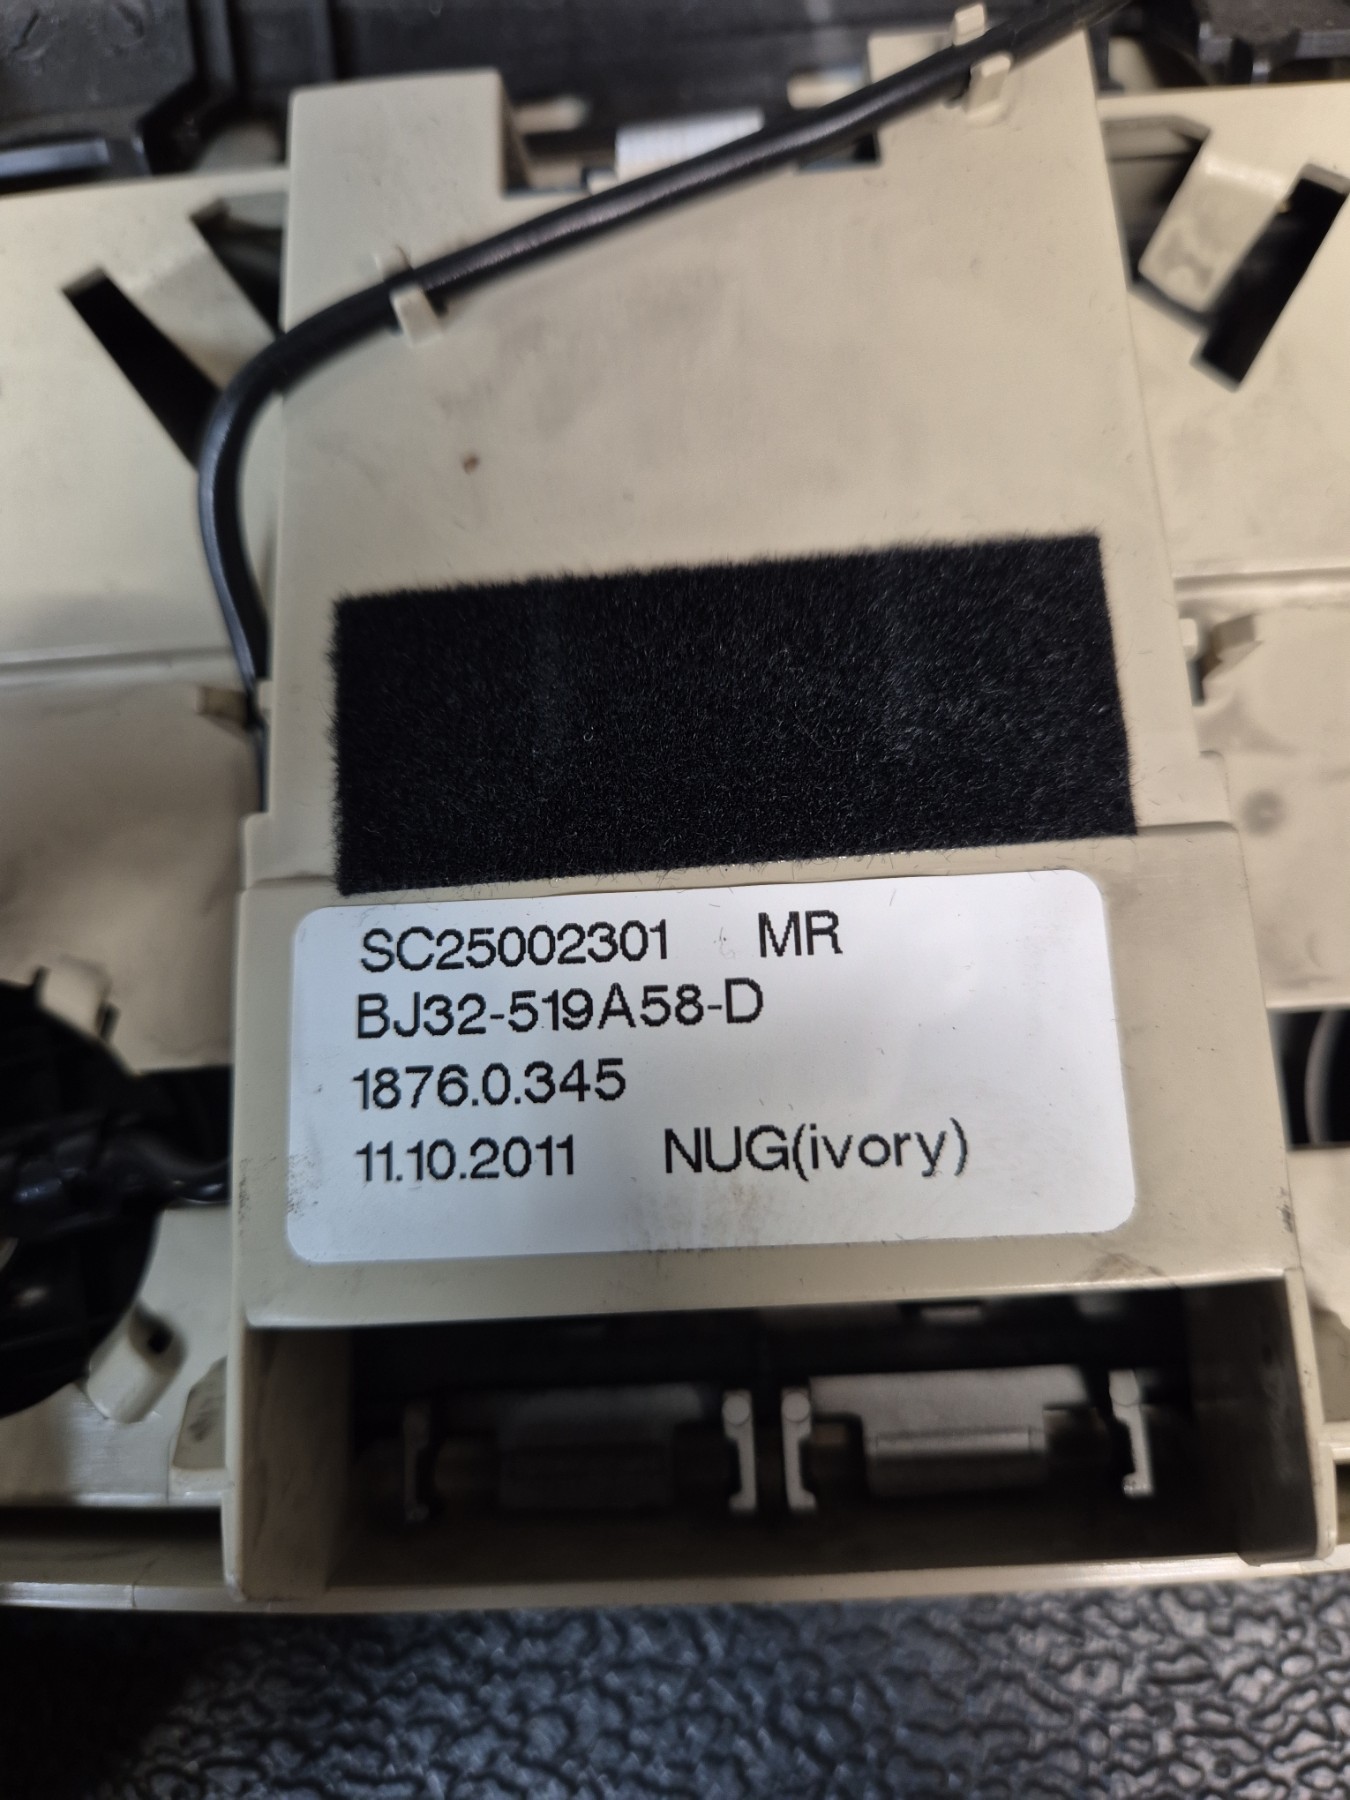 SC25002301 MR
BJ32-519A58-D
1876.0.345
11.10.2011 NUG(ivory)